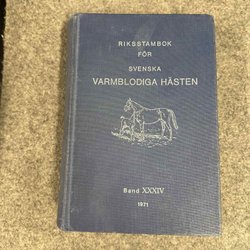 RIKSSTAMBOK
FÖR
SVENSKA
VARMBLODIGA HÄSTEN
Band XXXIV
1971